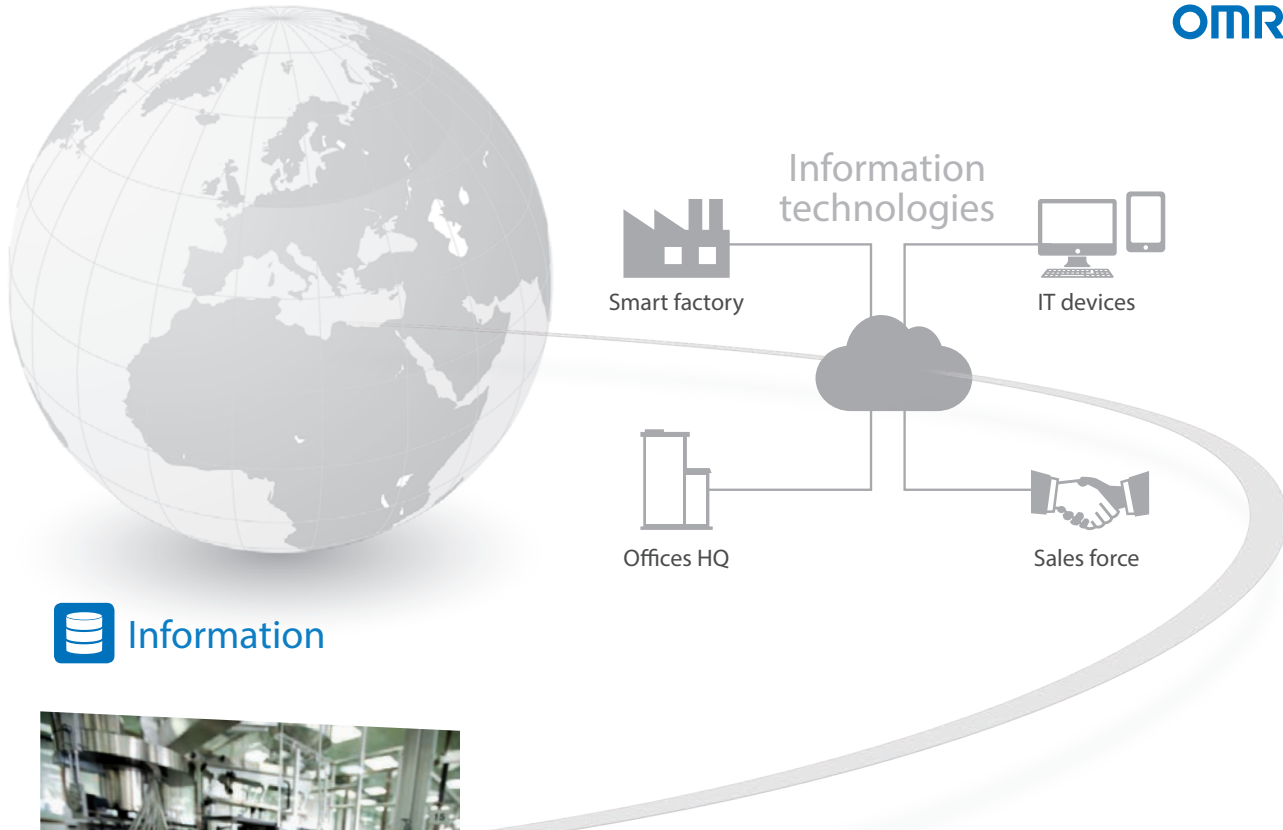 OMR
Information
technologies
Smart factory
IT devices
Offices HQ
Sales force
Information